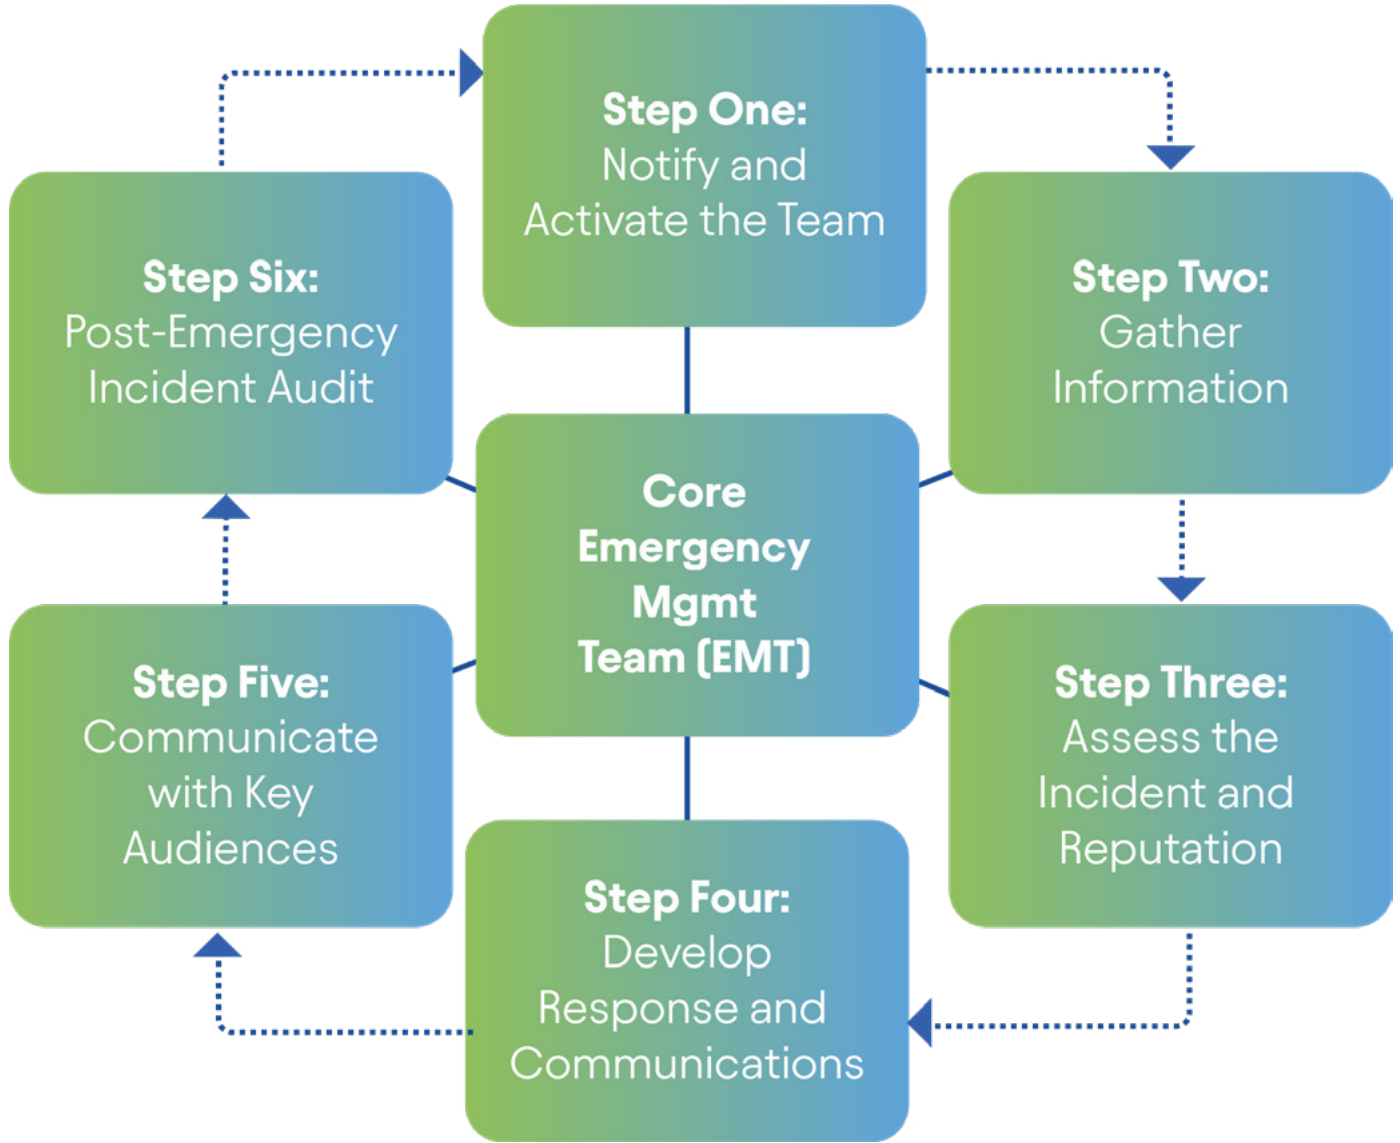 Step One:
Notify and
Activate the Team
Step Two:
Gather
Information
Step Three:
Assess the
Incident and
Reputation
Step Four:
Develop
Response and
Communications
Step Five:
Communicate
with Key
Audiences
Step Six:
Post-Emergency
Incident Audit
Core
Emergency
Mgmt
Team (EMT)